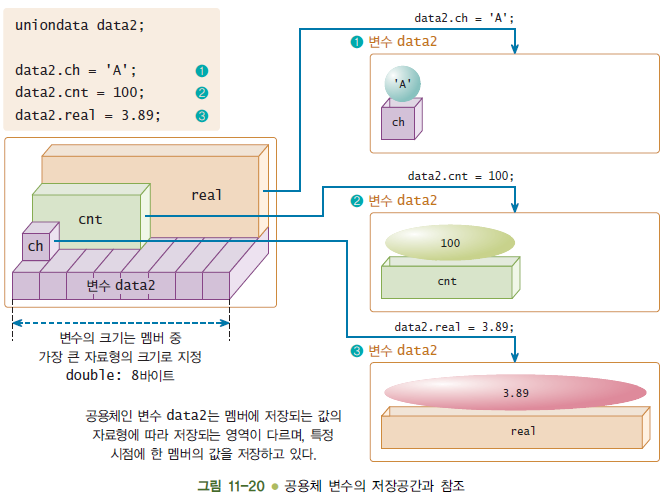 uniondata data2;
data2.ch = 'A'; ❶
data2.cnt = 100; ❷
data2.real = 3.89; ❸
real
cnt
ch
변수 data2
변수의 크기는 멤버 중
가장 큰 자료형의 크기로 지정
double: 8바이트
공용체인 변수 data2는 멤버에 저장되는 값의
자료형에 따라 저장되는 영역이 다르며, 특정
시점에 한 멤버의 값을 저장하고 있다.
data2.ch = 'A';
❶ 변수 data2
'A'
ch
data2.cnt = 100;
❷ 변수 data2
100
cnt
data2.real = 3.89;
❸ 변수 data2
3.89
real
그림 11-20 ● 공용체 변수의 저장공간과 참조